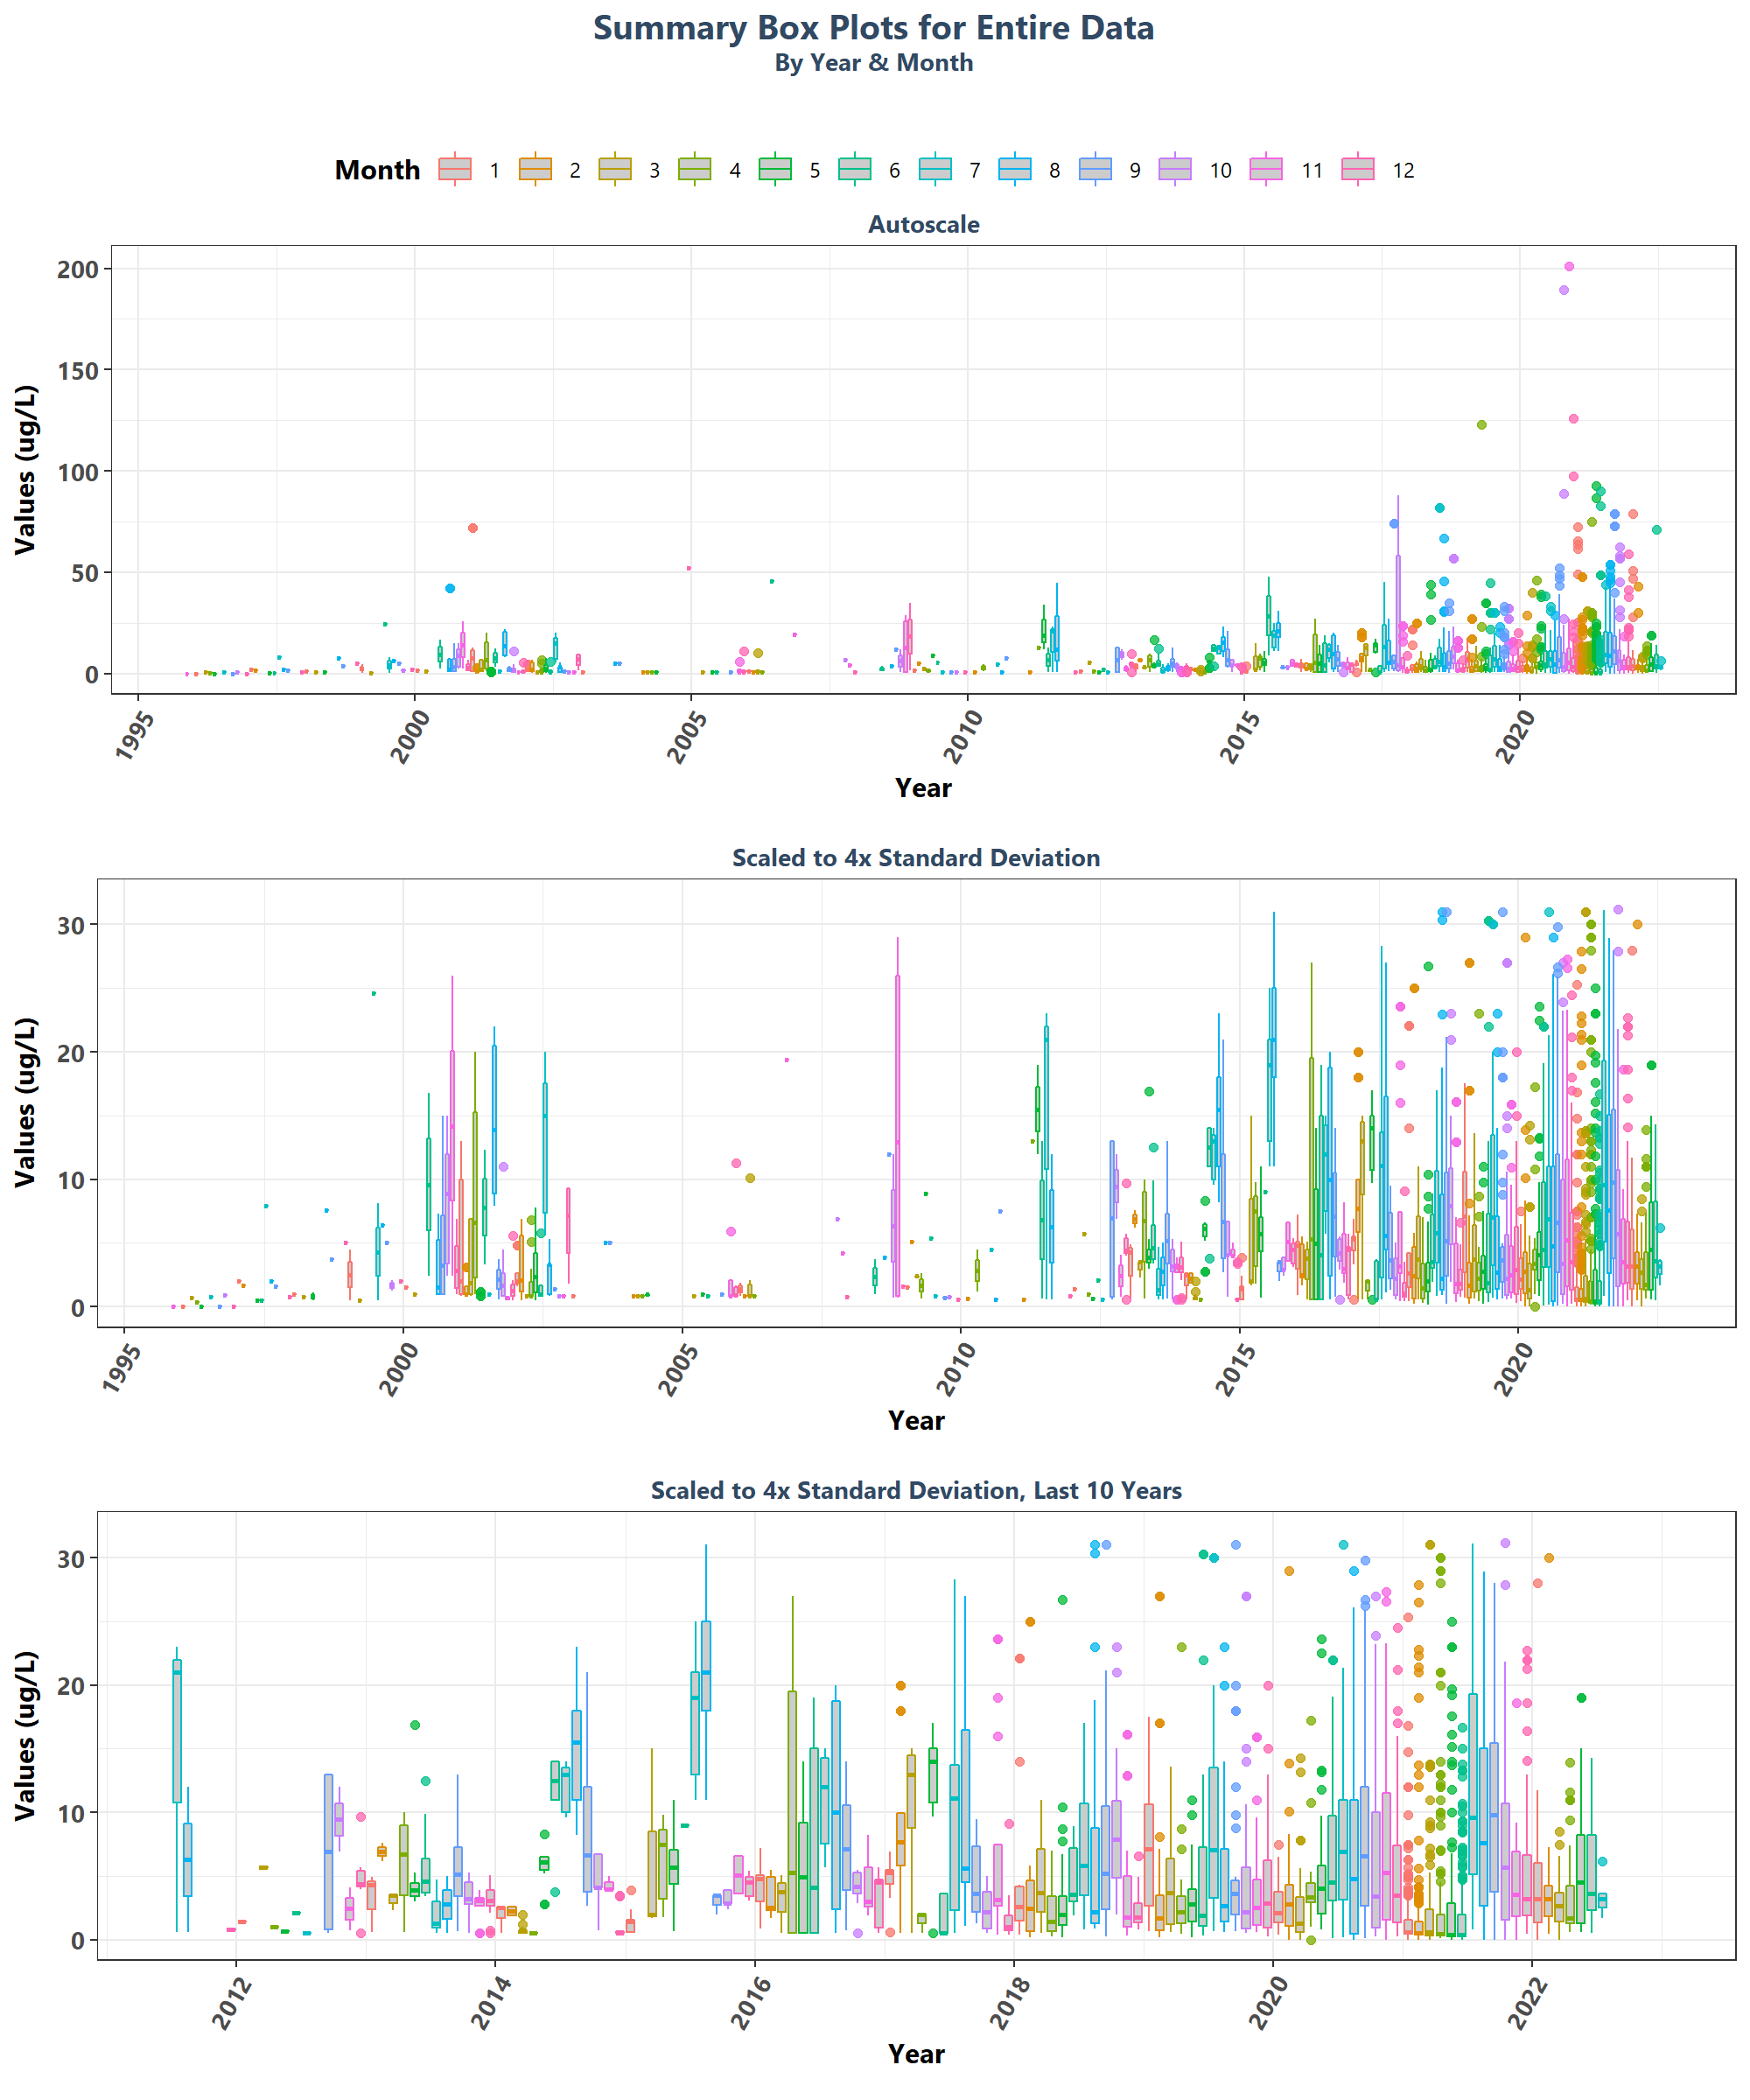 Summary Box Plots for Entire Data
By Year & Month
Month 1 2 3 4 5 6 7 8 9 10 11 12
Autoscale
Values (ug/L)
200
150
100
50
0
1995 2000 2005 2010 2015 2020
Year
Scaled to 4x Standard Deviation
Values (ug/L)
30
20
10
0
1995 2000 2005 2010 2015 2020
Year
Scaled to 4x Standard Deviation, Last 10 Years
Values (ug/L)
30
20
10
0
2012 2014 2016 2018 2020 2022
Year